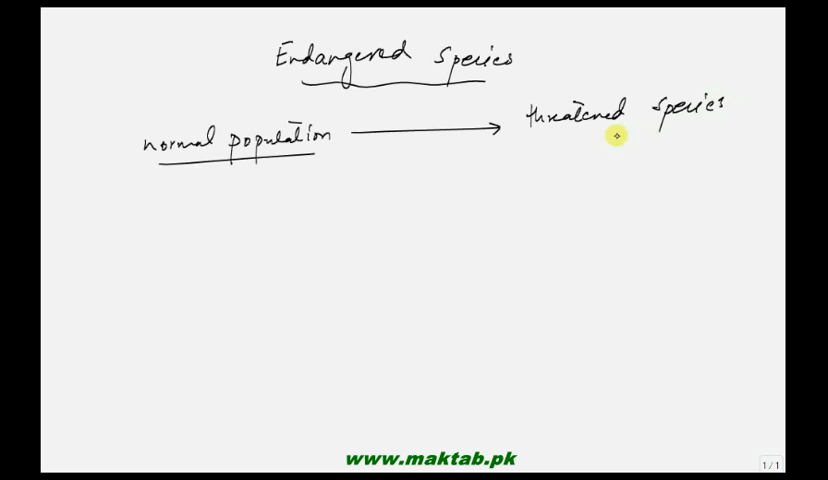 Endangered Species
normal population → threatened species
www.maktab.pk
1/1